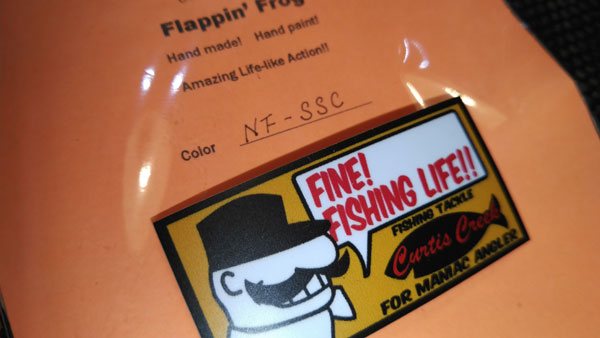 Flappin' Frog
Hand made! Hand paint!
Amazing Life-like Action!!
Color NF-SSC
FINE!
FISHING LIFE!!
FISHING TACKLE
Curtis Creek
FOR MANIAC ANGLER